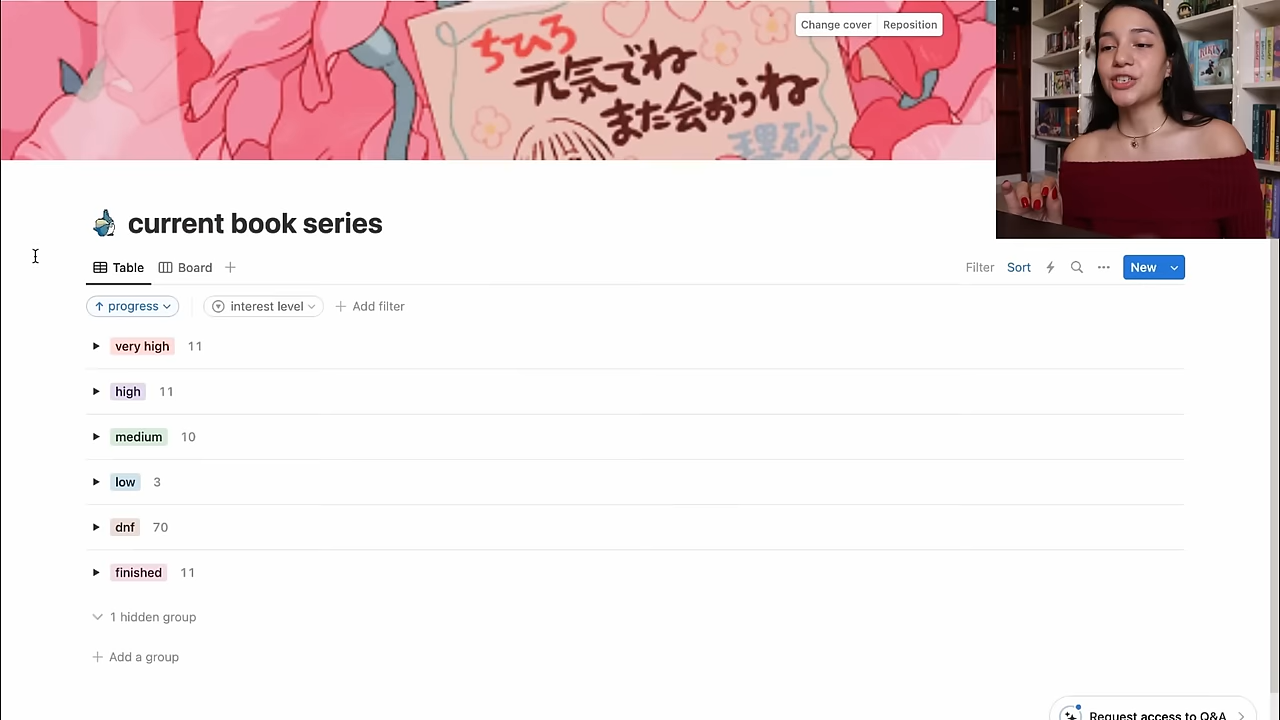 Change cover Reposition
ちひろ
元気でね
また会おうね
理砂
current book series
Table Board
Filter Sort New
progress interest level Add filter
very high 11
high 11
medium 10
low 3
dnf 70
finished 11
1 hidden group
Add a group
Request access to Q&A